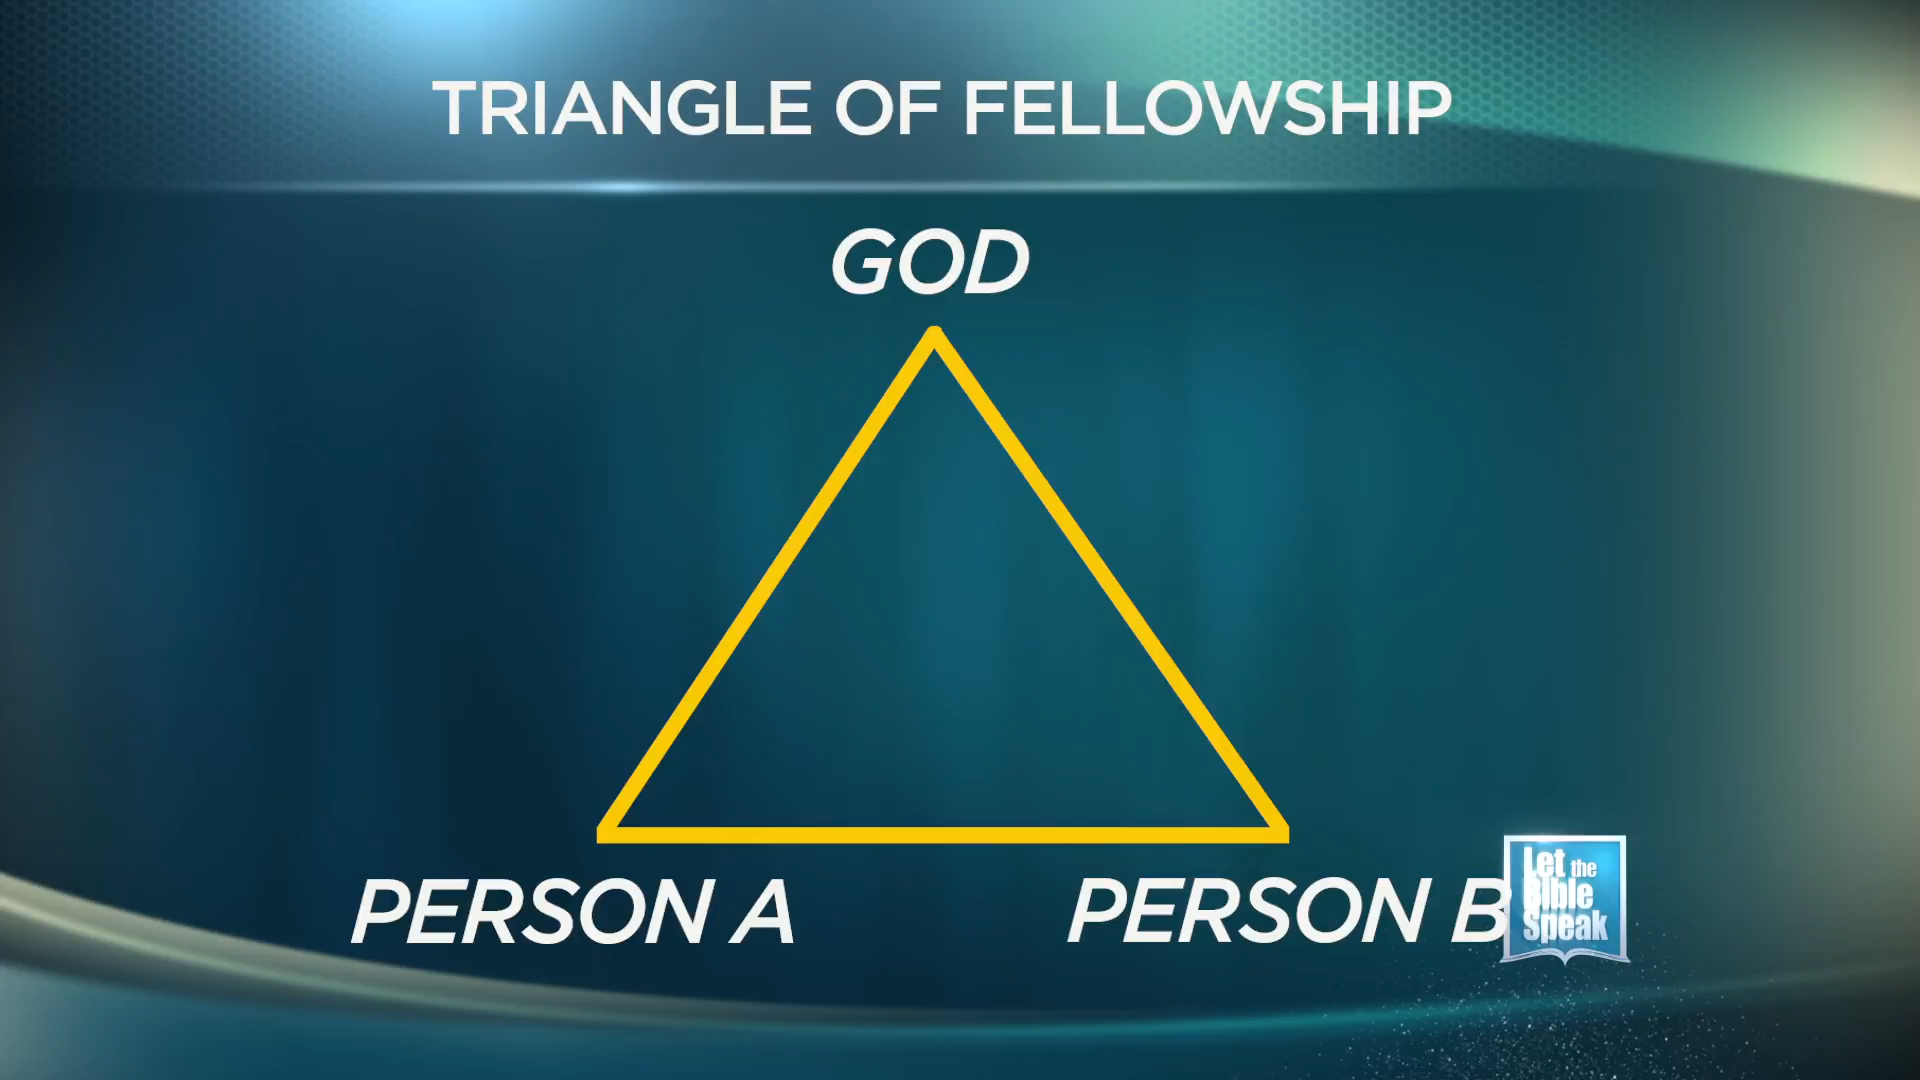 TRIANGLE OF FELLOWSHIP
GOD
PERSON A
PERSON B
Let the
Bible
Speak